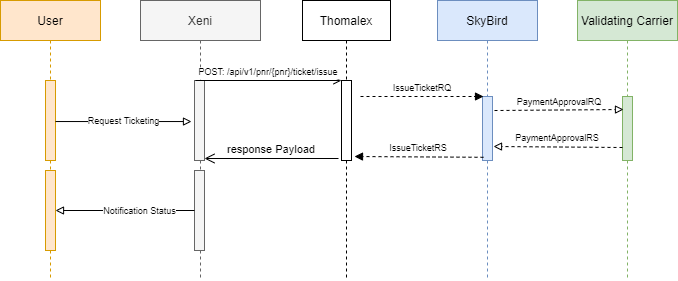 User
Xeni
Thomalex
SkyBird
Validating Carrier
POST: /api/v1/pnr/{pnr}/ticket/issue
IssueTicketRQ
PaymentApprovalRQ
Request Ticketing
PaymentApprovalRS
response Payload
IssueTicketRS
Notification Status